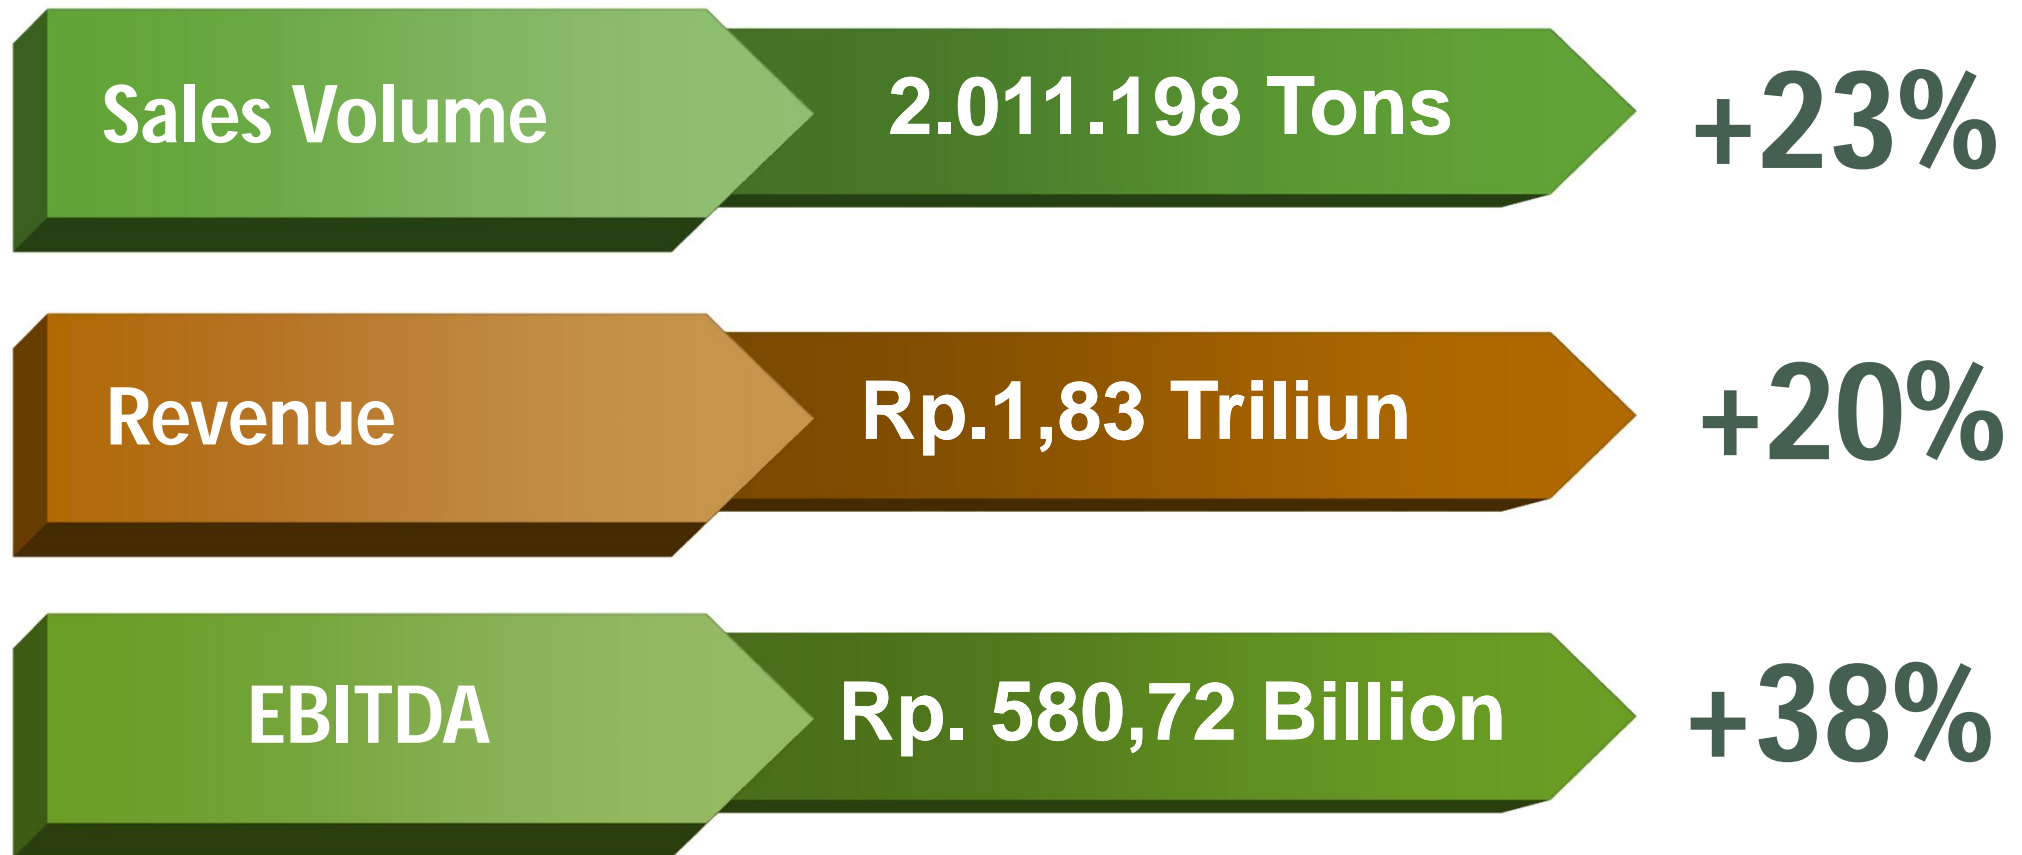 Sales Volume
2.011.198 Tons
+23%
Revenue
Rp.1,83 Triliun
+20%
EBITDA
Rp. 580,72 Billion
+38%